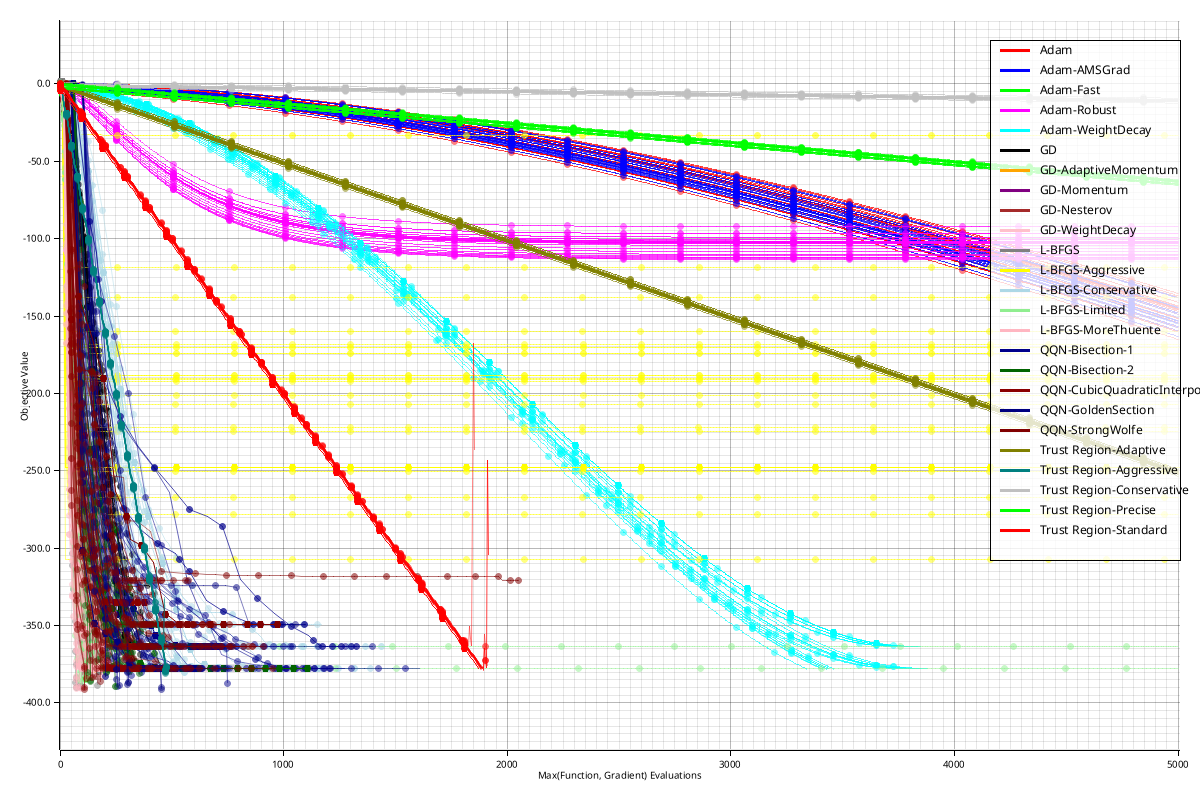 0.0
-50.0
-100.0
-150.0
-200.0
-250.0
-300.0
-350.0
-400.0
Objective Value
0
1000
2000
3000
4000
5000
Max(Function, Gradient) Evaluations
Adam
Adam-AMSGrad
Adam-Fast
Adam-Robust
Adam-WeightDecay
GD
GD-AdaptiveMomentum
GD-Momentum
GD-Nesterov
GD-WeightDecay
L-BFGS
L-BFGS-Aggressive
L-BFGS-Conservative
L-BFGS-Limited
L-BFGS-MoreThuente
QQN-Bisection-1
QQN-Bisection-2
QQN-CubicQuadraticInterpo
QQN-GoldenSection
QQN-StrongWolfe
Trust Region-Adaptive
Trust Region-Aggressive
Trust Region-Conservative
Trust Region-Precise
Trust Region-Standard